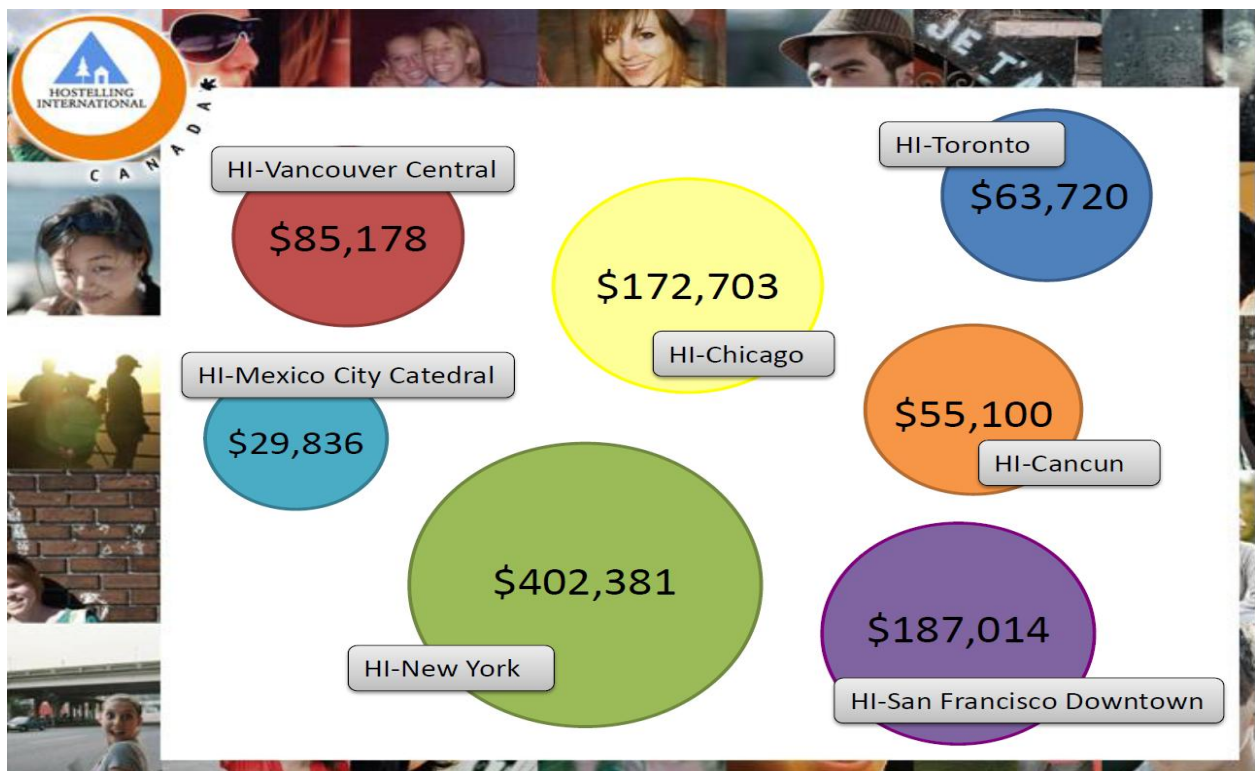 HOSTELLING
INTERNATIONAL
CANADA
JE T'A
HI-Vancouver Central
$85,178
HI-Toronto
$63,720
$172,703
HI-Chicago
HI-Mexico City Catedral
$29,836
$55,100
HI-Cancun
$402,381
HI-New York
$187,014
HI-San Francisco Downtown